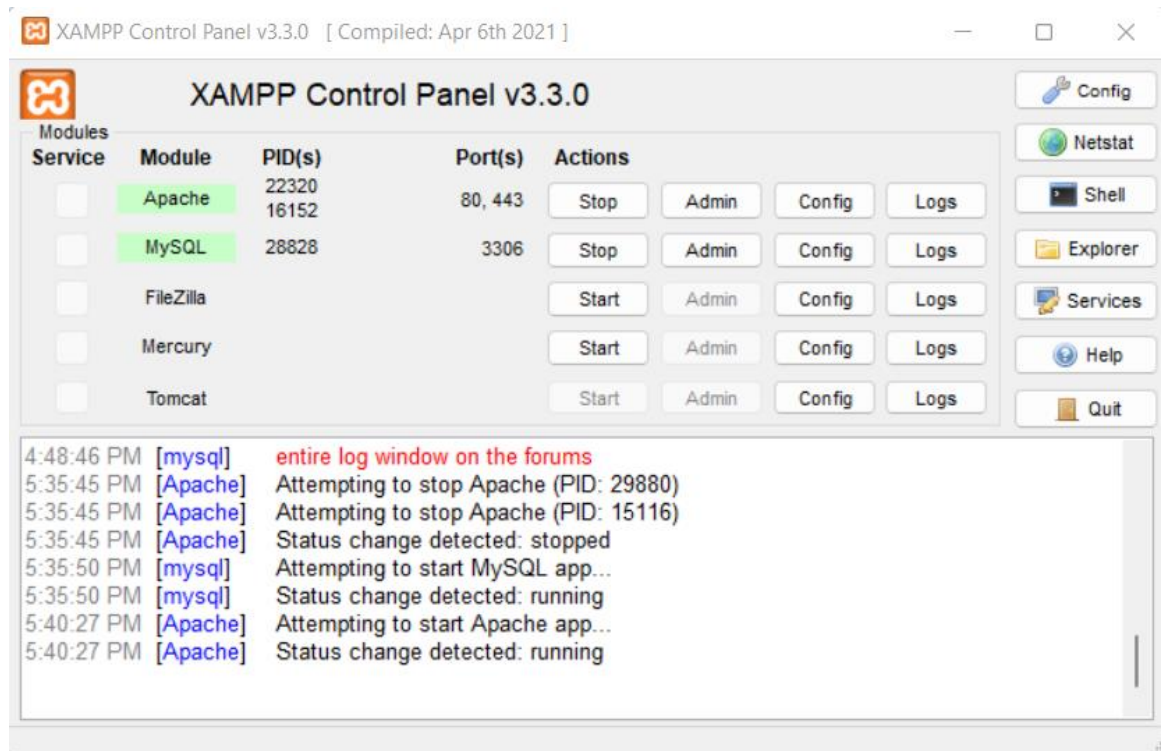 XAMPP Control Panel v3.3.0 [ Compiled: Apr 6th 2021 ]
XAMPP Control Panel v3.3.0
Config
Modules
Netstat
Service Module PID(s) Port(s) Actions
Apache 22320 16152 80, 443 Stop Admin Config Logs
Shell
MySQL 28828 3306 Stop Admin Config Logs
Explorer
FileZilla Start Admin Config Logs
Services
Mercury Start Admin Config Logs
Help
Tomcat Start Admin Config Logs
Quit
4:48:46 PM [mysql] entire log window on the forums
5:35:45 PM [Apache] Attempting to stop Apache (PID: 29880)
5:35:45 PM [Apache] Attempting to stop Apache (PID: 15116)
5:35:45 PM [Apache] Status change detected: stopped
5:35:50 PM [mysql] Attempting to start MySQL app...
5:35:50 PM [mysql] Status change detected: running
5:40:27 PM [Apache] Attempting to start Apache app...
5:40:27 PM [Apache] Status change detected: running